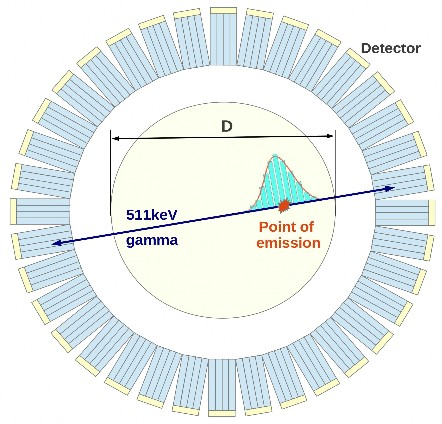 Detector
D
511keV
gamma
Point of
emission